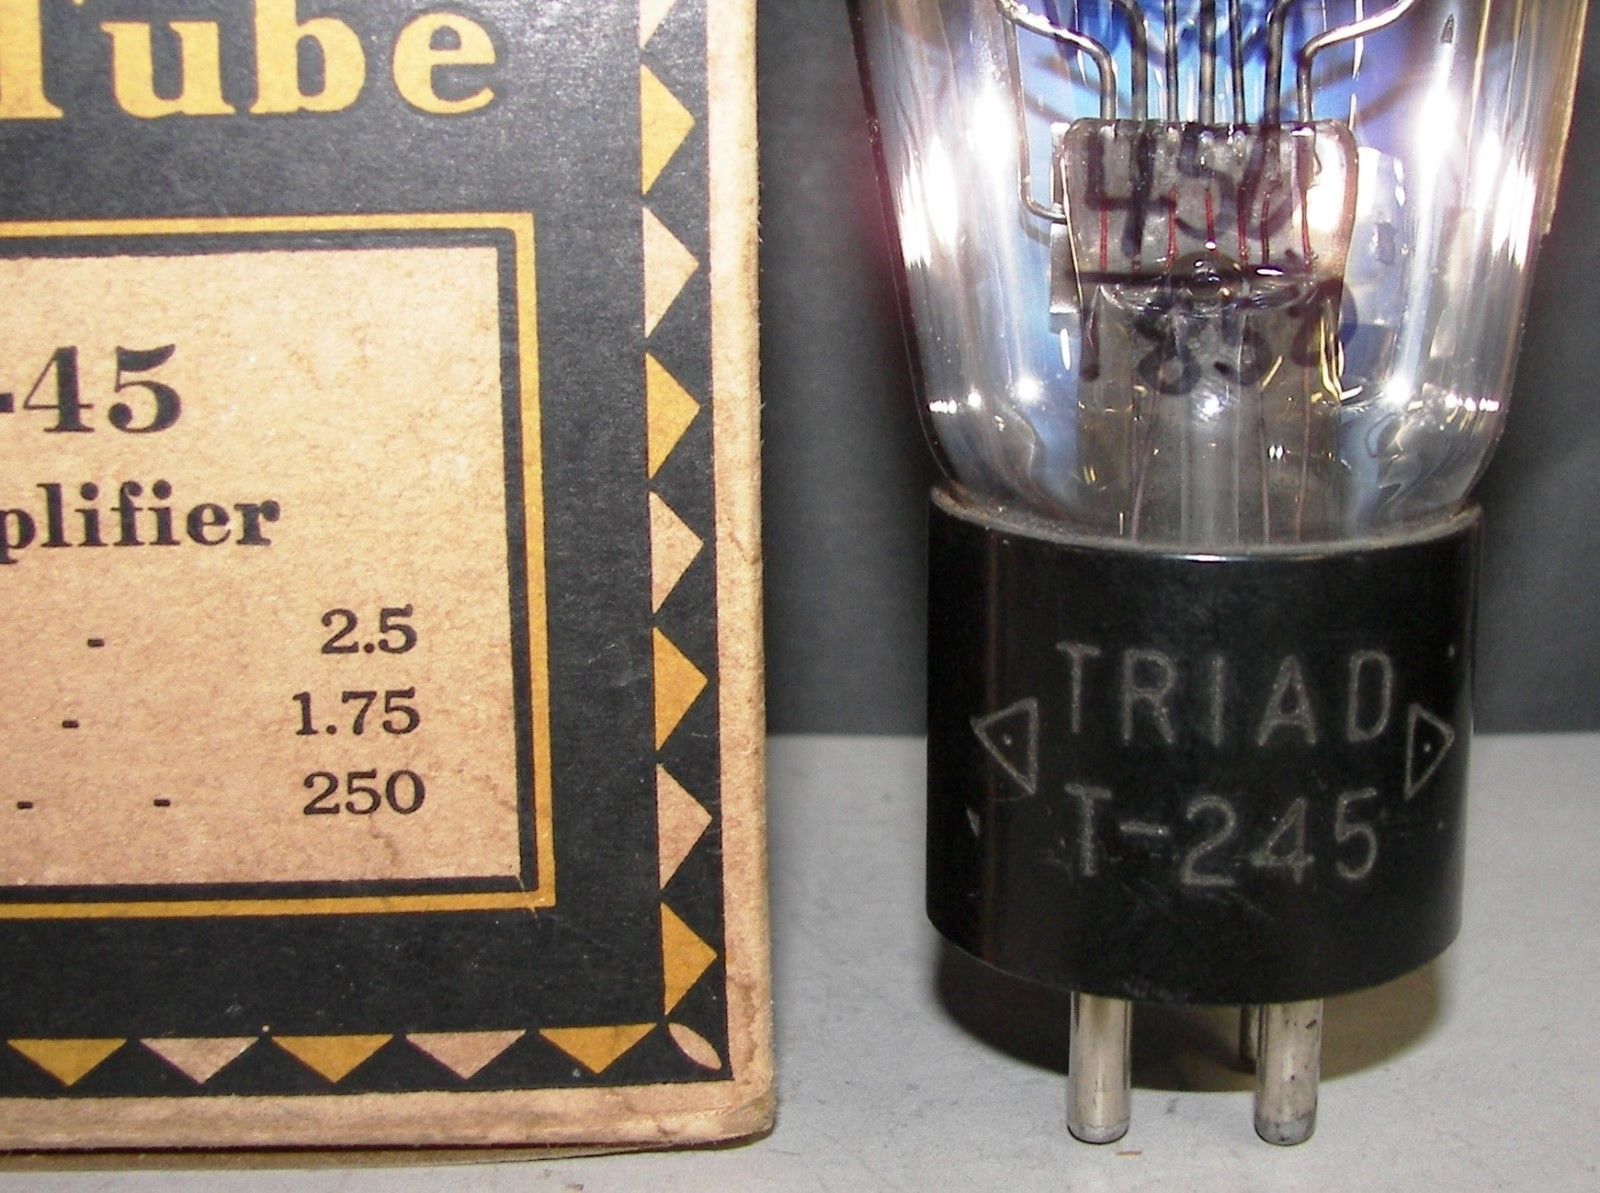 Tube
-45
plifier
- 2.5
- 1.75
- - 250
TRIAD
T-245